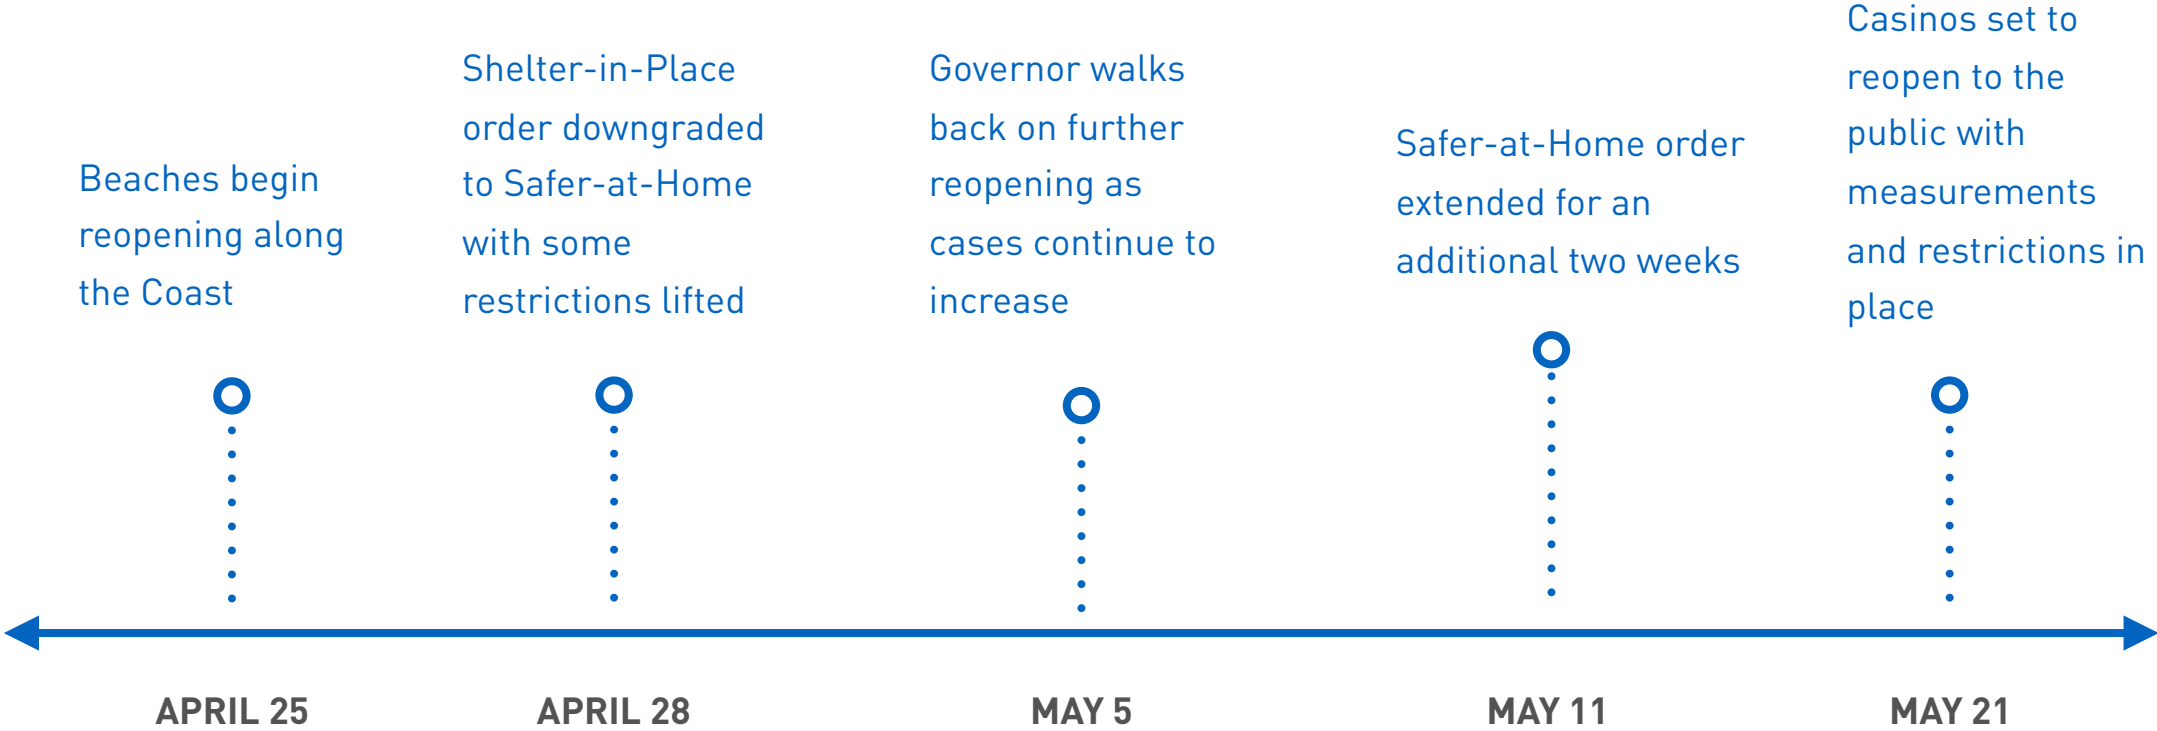 Beaches begin
reopening along
the Coast
Shelter-in-Place
order downgraded
to Safer-at-Home
with some
restrictions lifted
Governor walks
back on further
reopening as
cases continue to
increase
Safer-at-Home order
extended for an
additional two weeks
Casinos set to
reopen to the
public with
measurements
and restrictions in
place
APRIL 25
APRIL 28
MAY 5
MAY 11
MAY 21